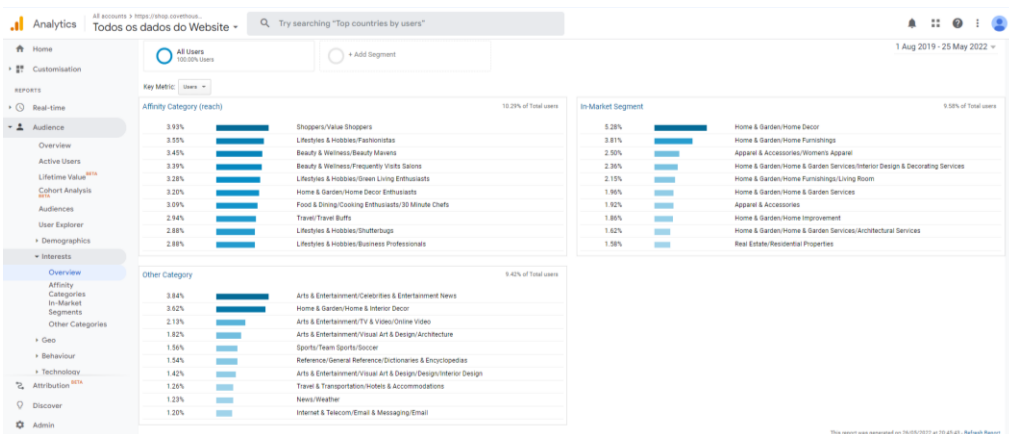 All accounts > https://shop.covethous...
Analytics
Todos os dados do Website
Try searching "Top countries by users"
Home
Customisation
REPORTS
Real-time
Audience
Overview
Active Users
Lifetime Value BETA
Cohort Analysis
BETA
Audiences
User Explorer
Demographics
Interests
Overview
Affinity
Categories
In-Market
Segments
Other Categories
Geo
Behaviour
Technology
Attribution BETA
Discover
Admin
All Users
100.00% Users
+ Add Segment
1 Aug 2019 - 25 May 2022
Key Metric: Users
Affinity Category (reach) 10.29% of Total users
3.93% Shoppers/Value Shoppers
3.55% Lifestyles & Hobbies/Fashionistas
3.45% Beauty & Wellness/Beauty Mavens
3.39% Beauty & Wellness/Frequently Visits Salons
3.28% Lifestyles & Hobbies/Green Living Enthusiasts
3.20% Home & Garden/Home Decor Enthusiasts
3.09% Food & Dining/Cooking Enthusiasts/30 Minute Chefs
2.94% Travel/Travel Buffs
2.88% Lifestyles & Hobbies/Shutterbugs
2.88% Lifestyles & Hobbies/Business Professionals
In-Market Segment 9.58% of Total users
5.28% Home & Garden/Home Decor
3.81% Home & Garden/Home Furnishings
2.50% Apparel & Accessories/Women's Apparel
2.36% Home & Garden/Home & Garden Services/Interior Design & Decorating Services
2.15% Home & Garden/Home Furnishings/Living Room
1.96% Home & Garden/Home & Garden Services
1.92% Apparel & Accessories
1.86% Home & Garden/Home Improvement
1.62% Home & Garden/Home & Garden Services/Architectural Services
1.58% Real Estate/Residential Properties
Other Category 9.42% of Total users
3.84% Arts & Entertainment/Celebrities & Entertainment News
3.62% Home & Garden/Home & Interior Decor
2.13% Arts & Entertainment/TV & Video/Online Video
1.82% Arts & Entertainment/Visual Art & Design/Architecture
1.56% Sports/Team Sports/Soccer
1.54% Reference/General Reference/Dictionaries & Encyclopedias
1.42% Arts & Entertainment/Visual Art & Design/Design/Interior Design
1.26% Travel & Transportation/Hotels & Accommodations
1.23% News/Weather
1.20% Internet & Telecom/Email & Messaging/Email
This report was generated on 26/05/2022 at - Refresh Report